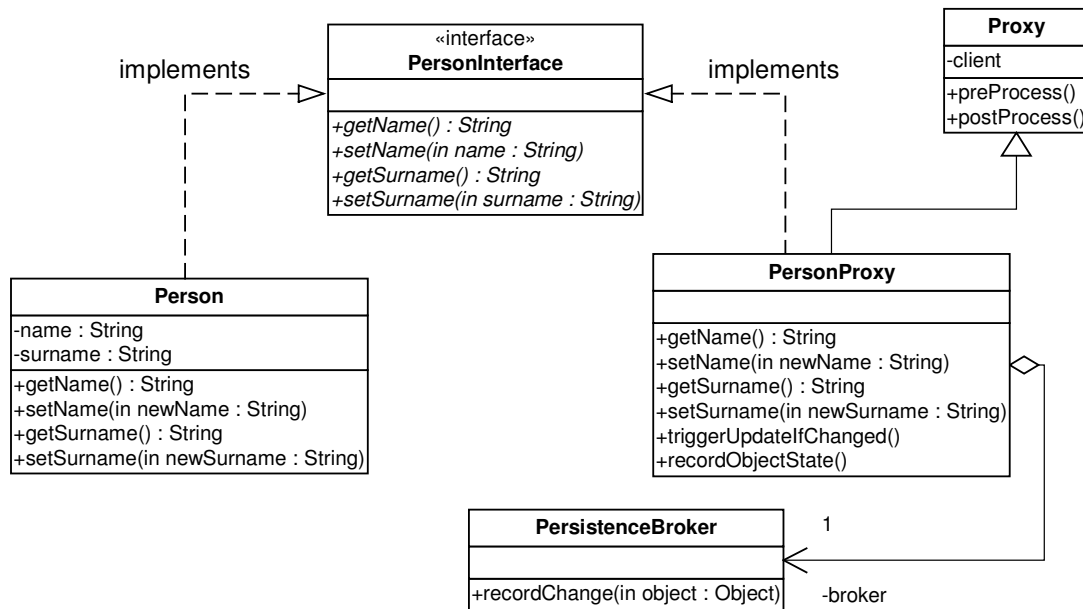 «interface»
PersonInterface
+getName() : String
+setName(in name : String)
+getSurname() : String
+setSurname(in surname : String)
implements
implements
Proxy
-client
+preProcess()
+postProcess()
Person
-name : String
-surname : String
+getName() : String
+setName(in newName : String)
+getSurname() : String
+setSurname(in newSurname : String)
PersonProxy
+getName() : String
+setName(in newName : String)
+getSurname() : String
+setSurname(in newSurname : String)
+triggerUpdateIfChanged()
+recordObjectState()
PersistenceBroker
+recordChange(in object : Object)
1
-broker